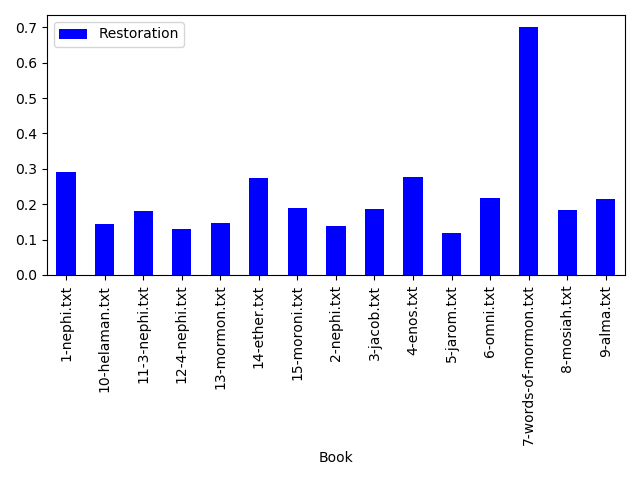 Restoration
0.7
0.6
0.5
0.4
0.3
0.2
0.1
0.0
1-nephi.txt
10-helaman.txt
11-3-nephi.txt
12-4-nephi.txt
13-mormon.txt
14-ether.txt
15-moroni.txt
2-nephi.txt
3-jacob.txt
4-enos.txt
5-jarom.txt
6-omni.txt
7-words-of-mormon.txt
8-mosiah.txt
9-alma.txt
Book